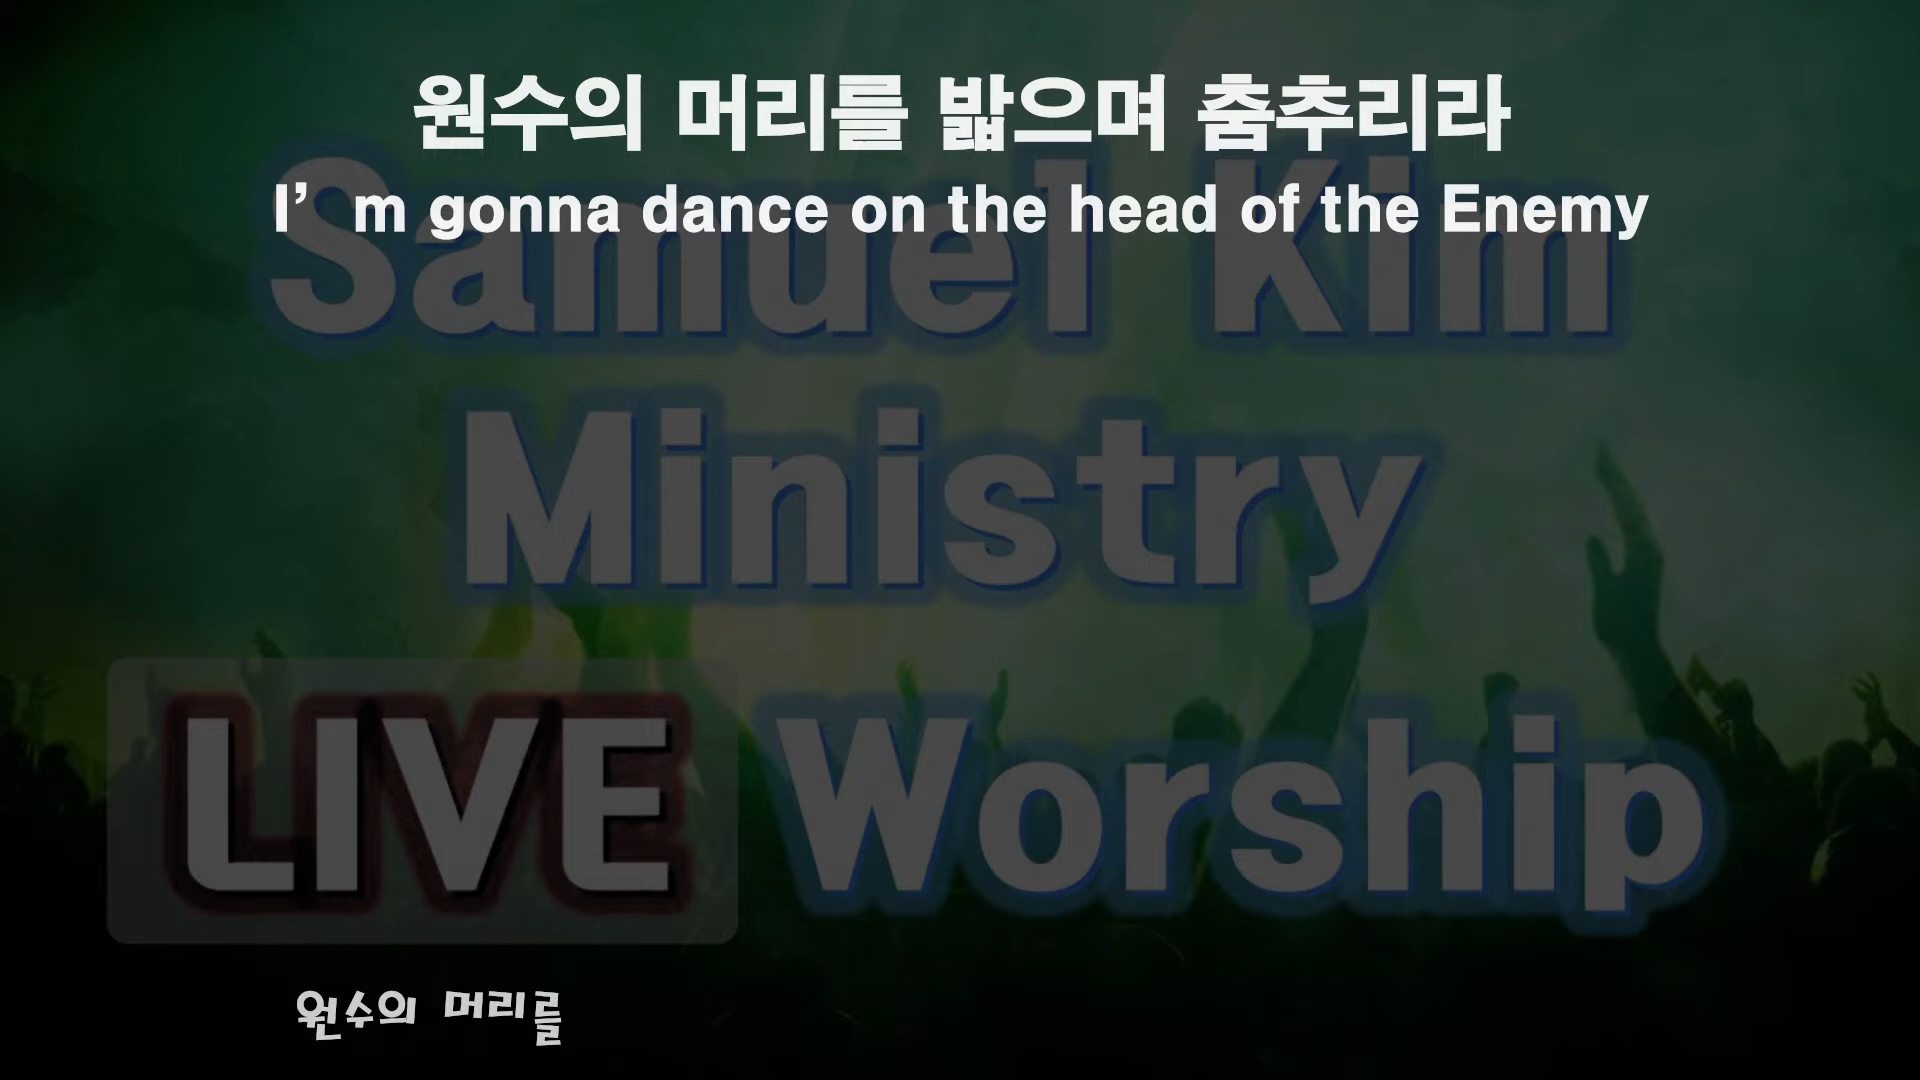 원수의 머리를 밟으며 춤추리라
I’m gonna dance on the head of the Enemy
Samuel Kim
Ministry
LIVE Worship
원수의 머리를